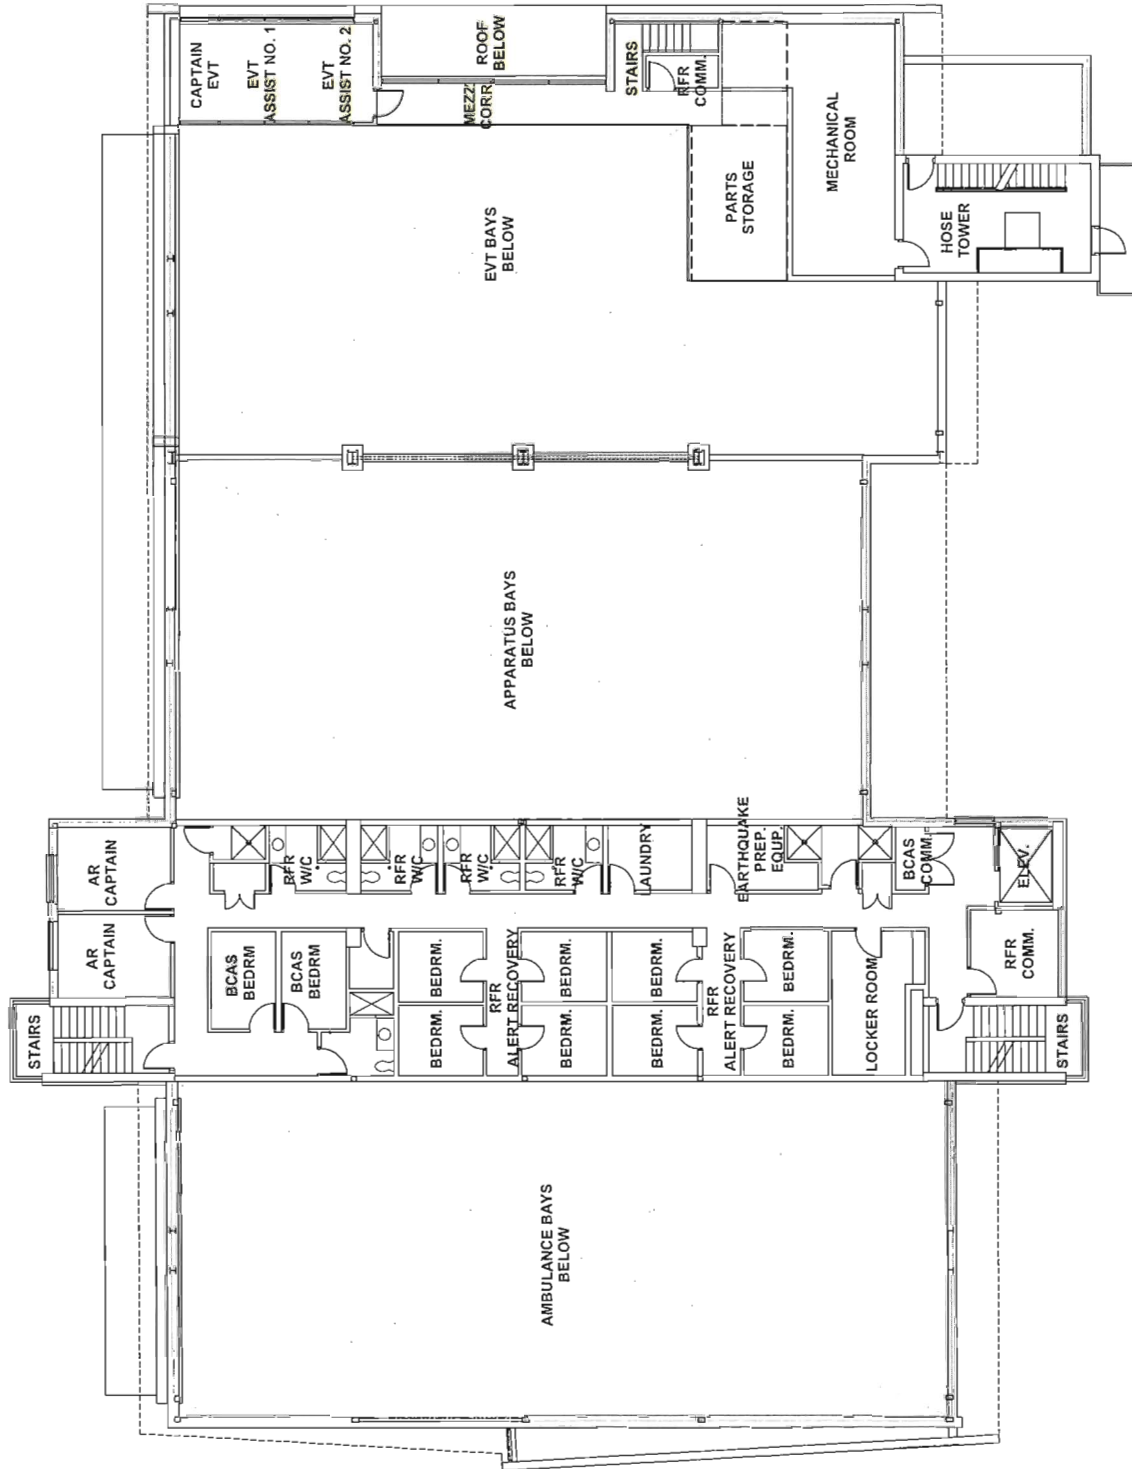 CAPTAIN
EVT
EVT
ASSIST NO. 1
EVT
ASSIST NO. 2
ROOF
BELOW
MEZZ.
CORR.
STAIRS
RFR
COMM.
MECHANICAL
ROOM
PARTS
STORAGE
HOSE
TOWER
EVT BAYS
BELOW
APPARATUS BAYS
BELOW
AR
CAPTAIN
AR
CAPTAIN
STAIRS
RFR
W/C
RFR
W/C
RFR
W/C
RFR
W/C
LAUNDRY
EARTHQUAKE
PREP.
EQUP.
BCAS
COMM.
ELEV.
BCAS
BEDRM
BCAS
BEDRM
BEDRM.
BEDRM.
RFR
ALERT RECOVERY
BEDRM.
BEDRM.
BEDRM.
BEDRM.
RFR
ALERT RECOVERY
BEDRM.
BEDRM.
LOCKER ROOM
RFR
COMM.
STAIRS
AMBULANCE BAYS
BELOW